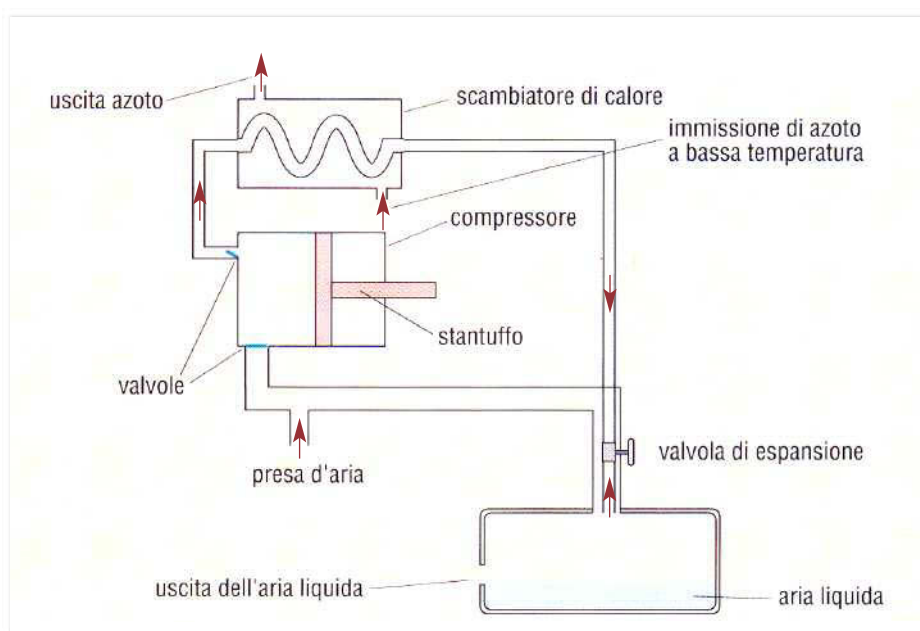 uscita azoto
scambiatore di calore
immissione di azoto
a bassa temperatura
compressore
stantuffo
valvole
presa d'aria
valvola di espansione
uscita dell'aria liquida
aria liquida